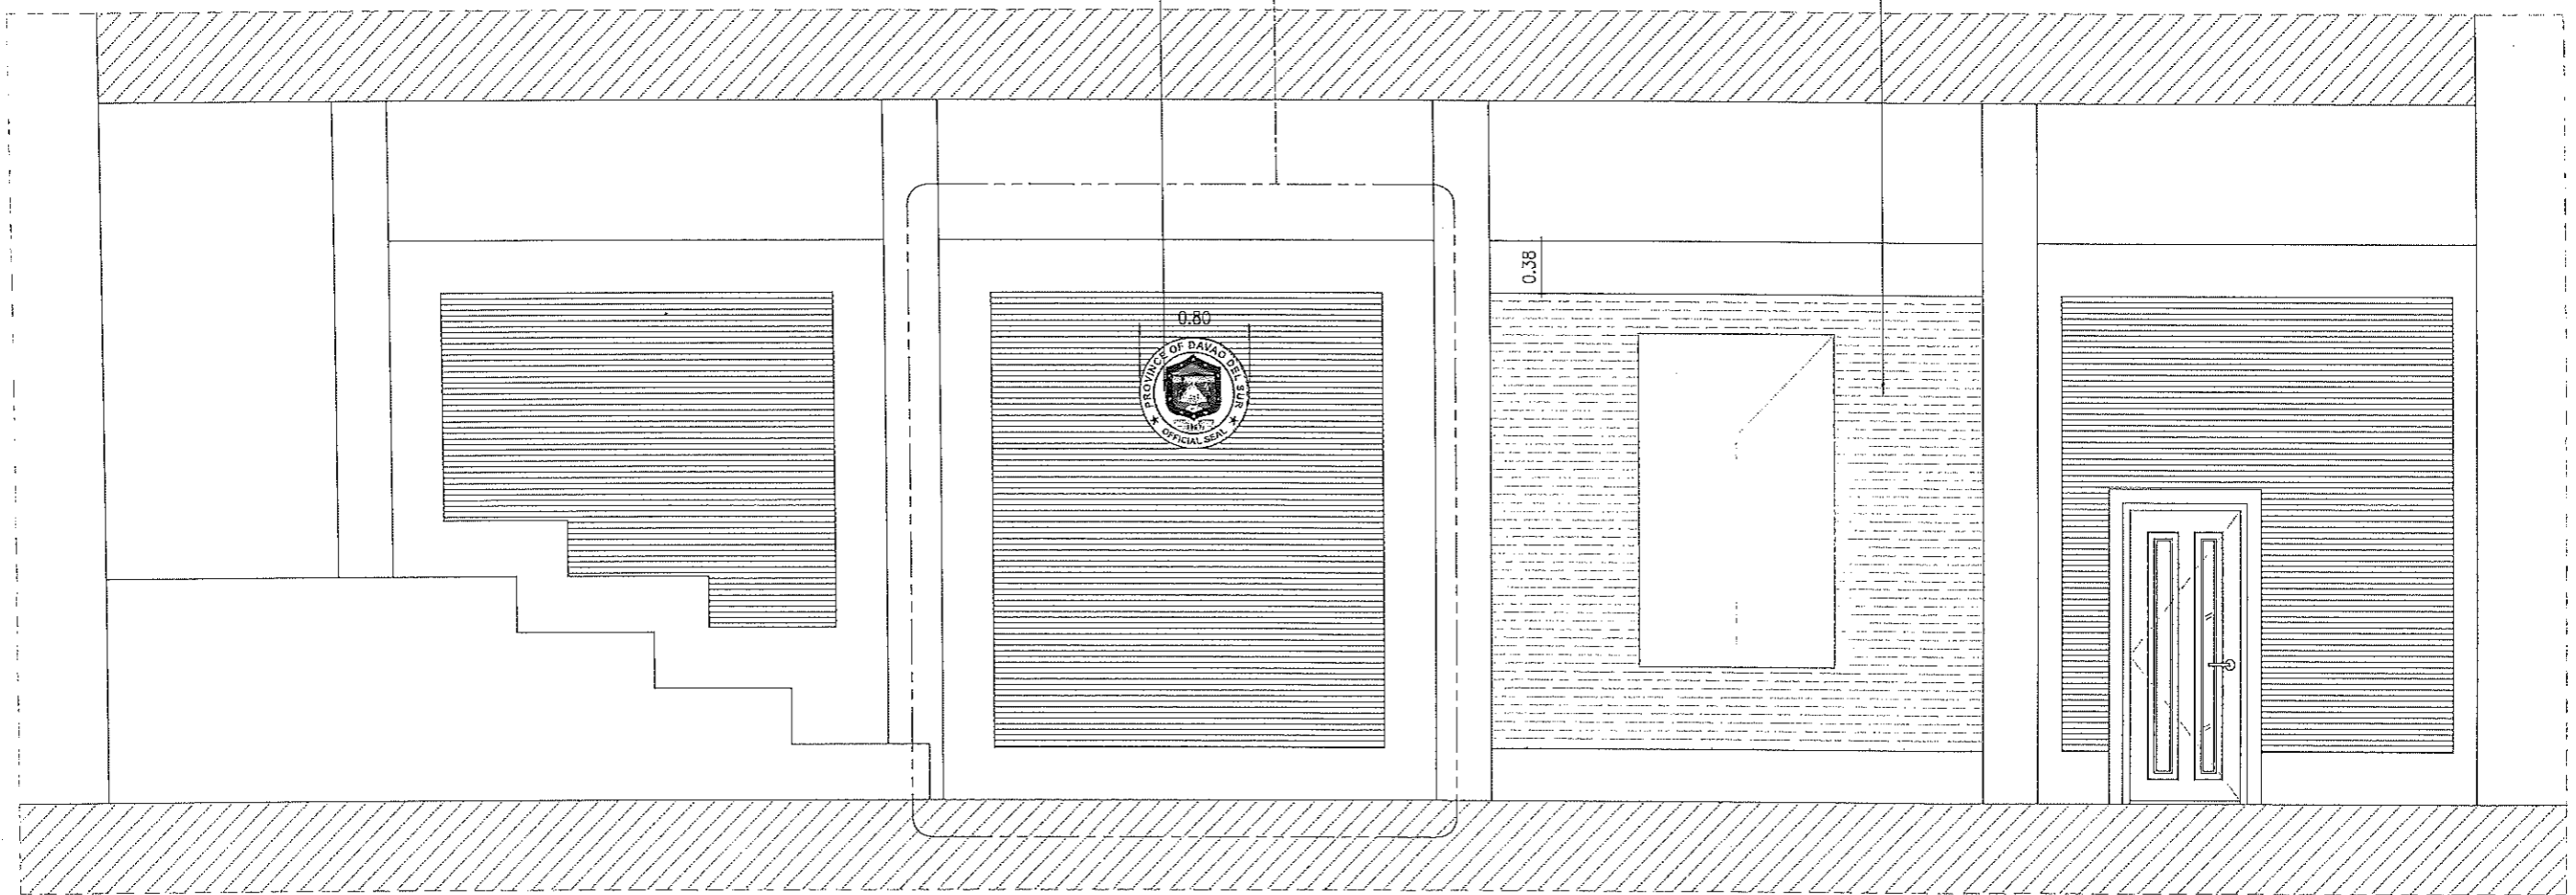 0.38
0.80
PROVINCE OF DAVAO DEL SUR
OFFICIAL SEAL